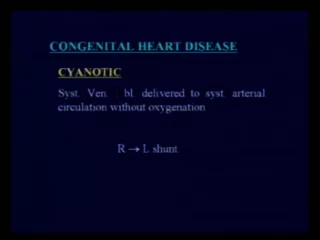 CONGENITAL HEART DISEASE
CYANOTIC
Syst. Ven. bl. delivered to syst. arterial
circulation without oxygenation
R → L shunt